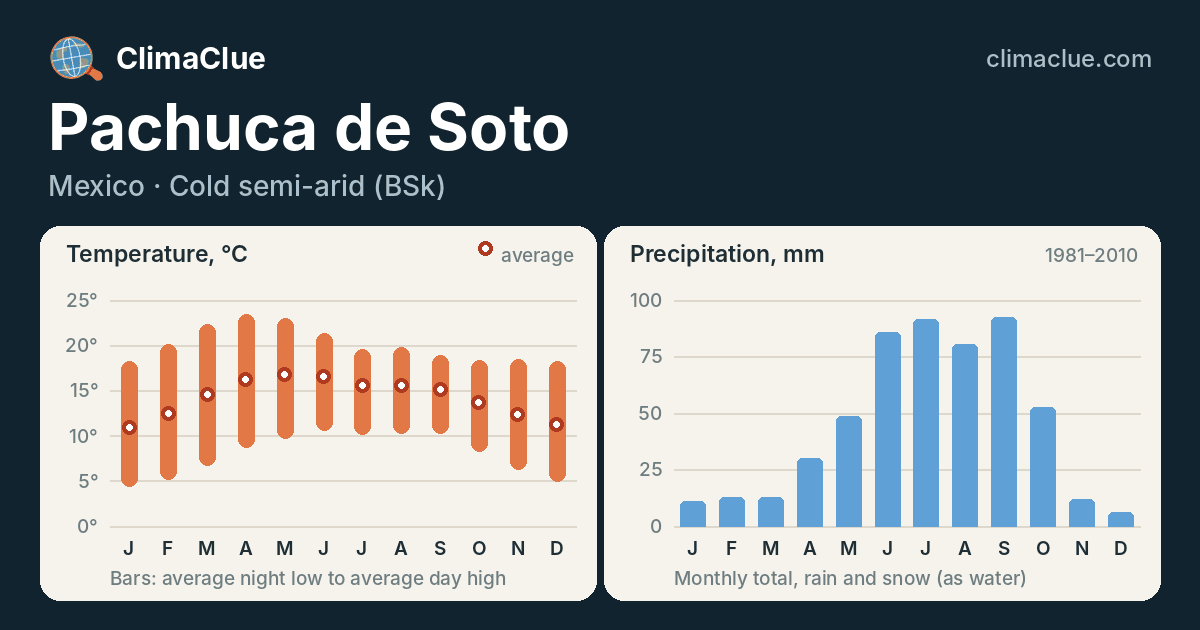 ClimaClue
climaclue.com
Pachuca de Soto
Mexico · Cold semi-arid (BSk)
Temperature, °C
average
25°
20°
15°
10°
5°
0°
J F M A M J J A S O N D
Bars: average night low to average day high
Precipitation, mm
1981–2010
100
75
50
25
0
J F M A M J J A S O N D
Monthly total, rain and snow (as water)